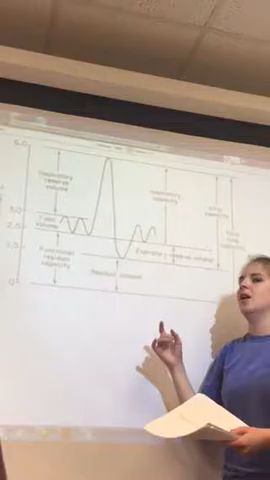 6.0
Inspiratory
reserve
volume
Inspiratory
capacity
Vital
capacity
Total
lung
capacity
3.0
Tidal
volume
2.5
1.5
Functional
residual
capacity
Expiratory reserve volume
Residual volume
0